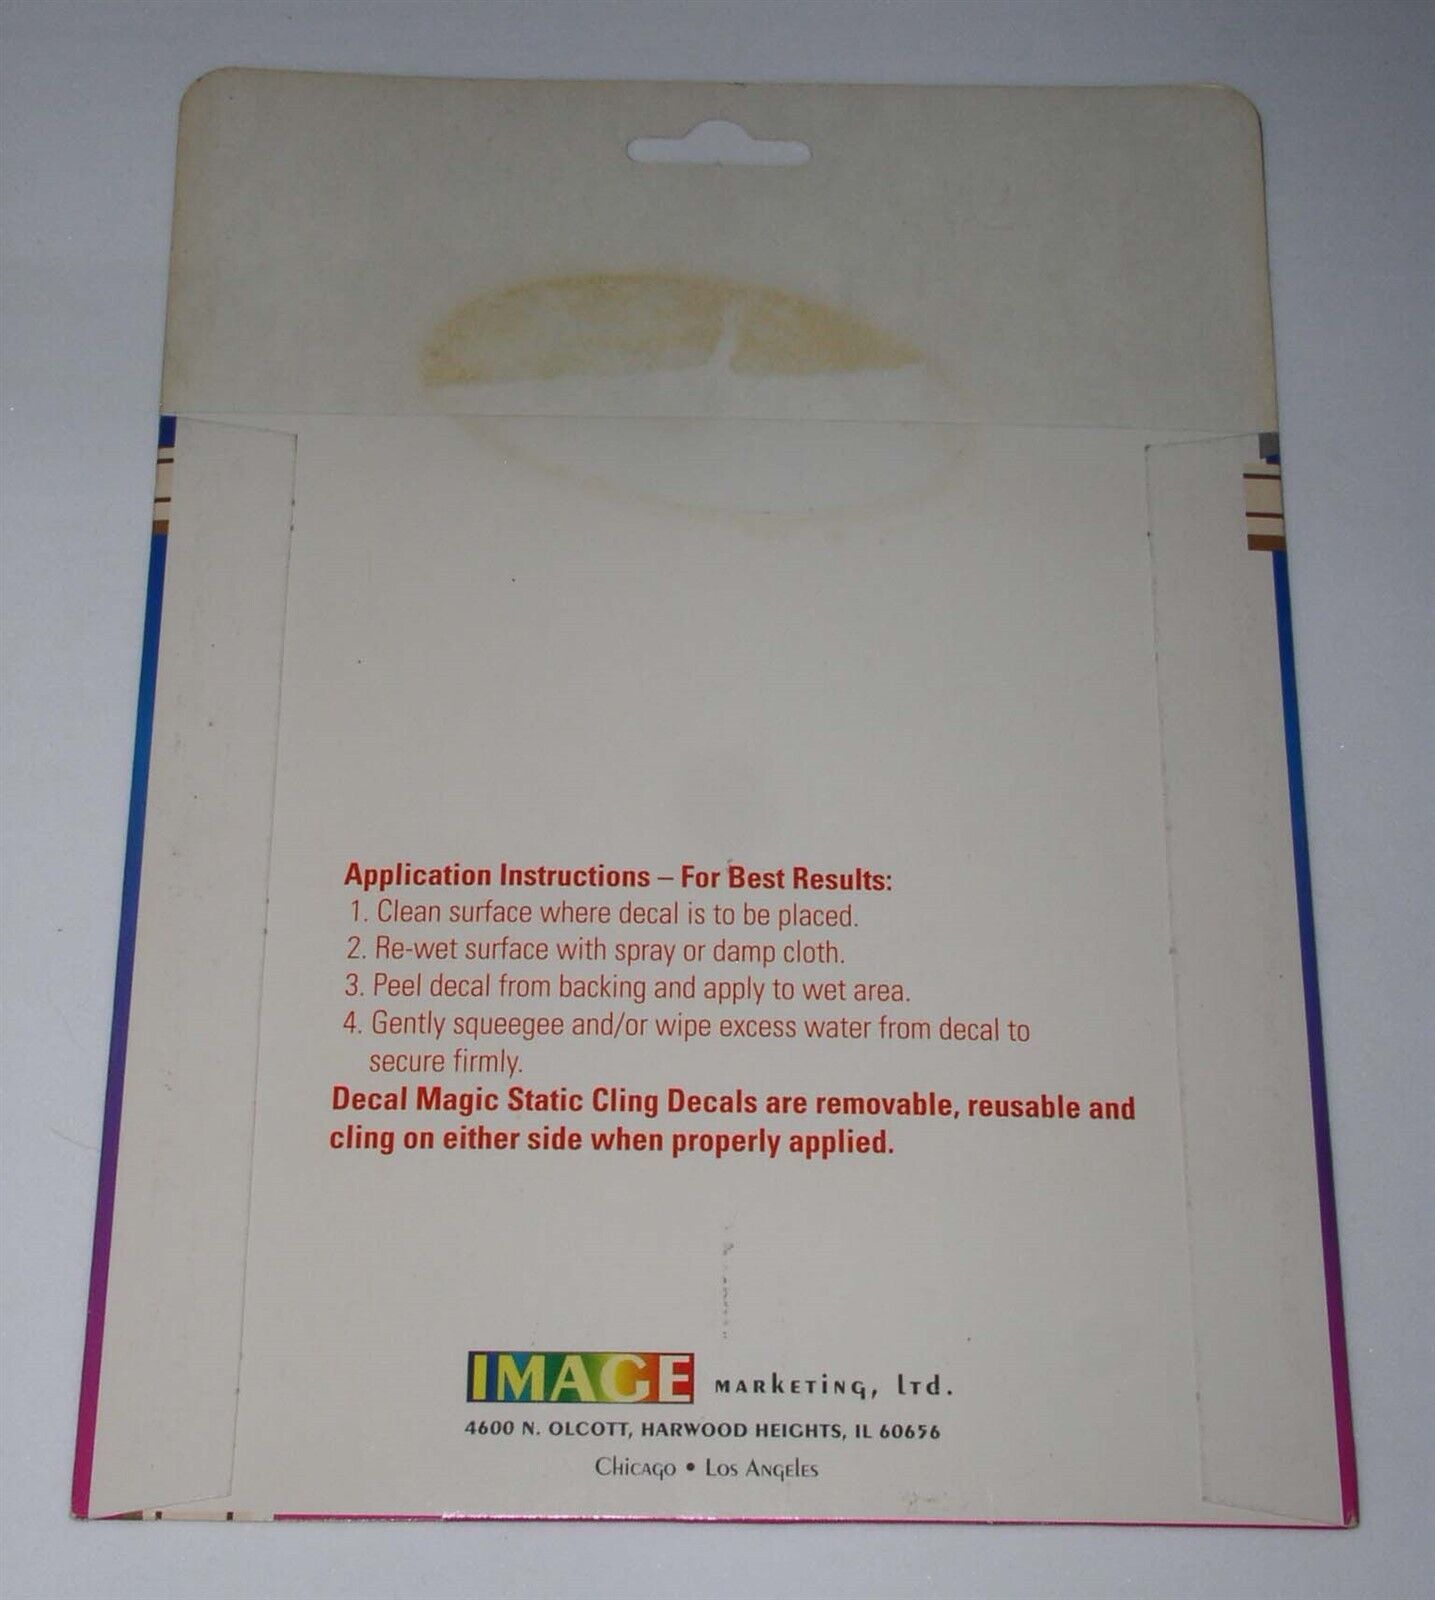 Application Instructions – For Best Results:
1. Clean surface where decal is to be placed.
2. Re-wet surface with spray or damp cloth.
3. Peel decal from backing and apply to wet area.
4. Gently squeegee and/or wipe excess water from decal to
secure firmly.
Decal Magic Static Cling Decals are removable, reusable and
cling on either side when properly applied.
IMAGE MARKETING, LTD.
4600 N. OLCOTT, HARWOOD HEIGHTS, IL 60656
Chicago • Los Angeles